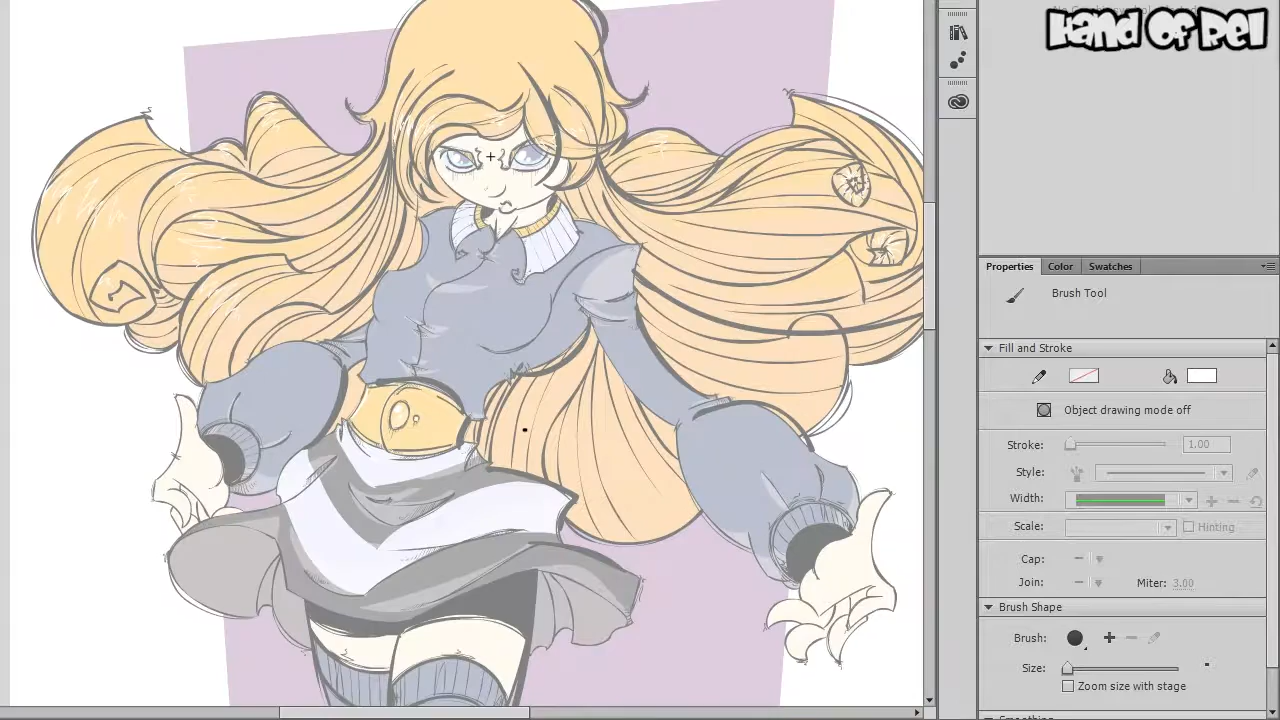 Hand Of Rei
Properties
Color
Swatches
Brush Tool
Fill and Stroke
Object drawing mode off
Stroke:
1.00
Style:
Width:
Scale:
Hinting
Cap:
Join:
Miter: 3.00
Brush Shape
Brush:
Size:
Zoom size with stage